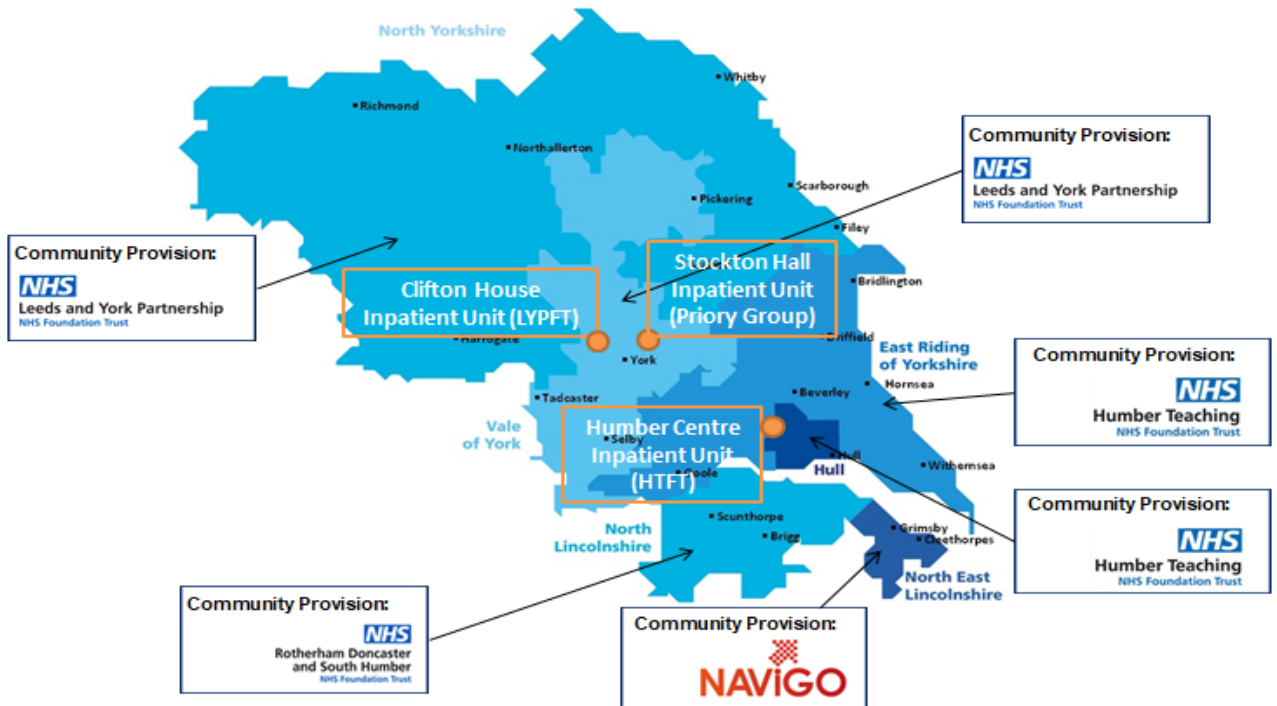 North Yorkshire
Whitby
Richmond
Northallerton
Community Provision:
NHS
Leeds and York Partnership
NHS Foundation Trust
Scarborough
Pickering
Filey
Community Provision:
NHS
Leeds and York Partnership
NHS Foundation Trust
Clifton House
Inpatient Unit (LYPFT)
Stockton Hall
Inpatient Unit
(Priory Group)
Bridlington
Harrogate
Driffield
York
East Riding
of Yorkshire
Hornsea
Community Provision:
NHS
Humber Teaching
NHS Foundation Trust
Tadcaster
Beverley
Vale
of York
Selby
Humber Centre
Inpatient Unit
(HTFT)
Goole
Hull
Hull
Withernsea
Scunthorpe
Brigg
North
Lincolnshire
Grimsby
Cleethorpes
North East
Lincolnshire
Community Provision:
NHS
Humber Teaching
NHS Foundation Trust
Community Provision:
NHS
Rotherham Doncaster
and South Humber
NHS Foundation Trust
Community Provision:
NAViGO